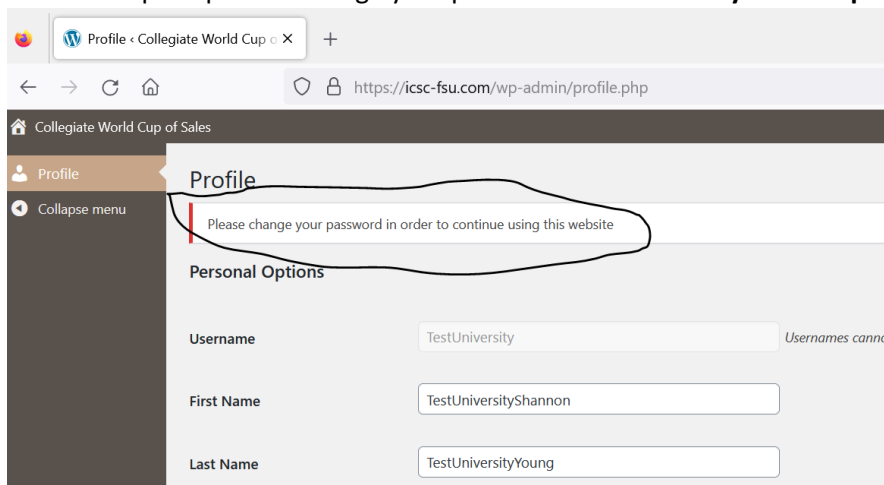 Profile ‹ Collegiate World Cup o
https://icsc-fsu.com/wp-admin/profile.php
Collegiate World Cup of Sales
Profile
Collapse menu
Profile
Please change your password in order to continue using this website
Personal Options
Username TestUniversity Usernames
First Name TestUniversityShannon
Last Name TestUniversityYoung